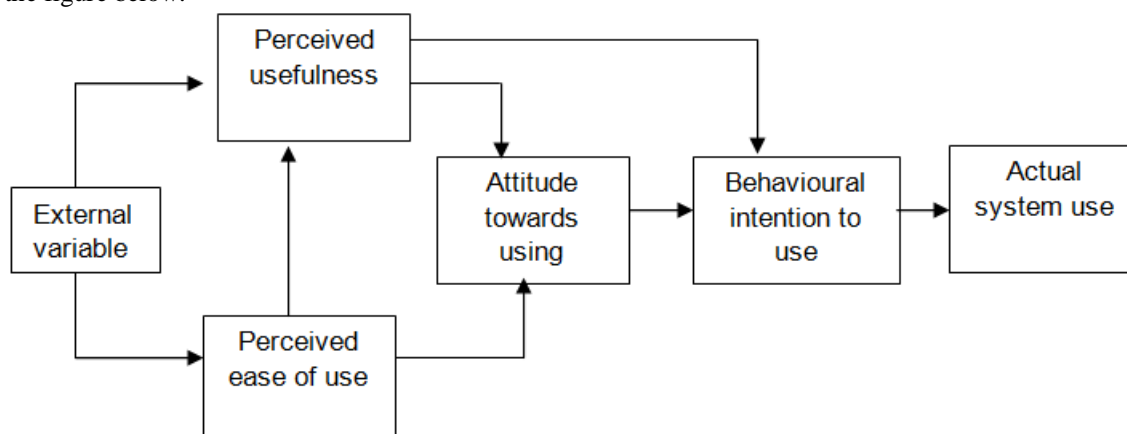 the figure below.
Perceived
usefulness
External
variable
Perceived
ease of use
Attitude
towards
using
Behavioural
intention to
use
Actual
system use